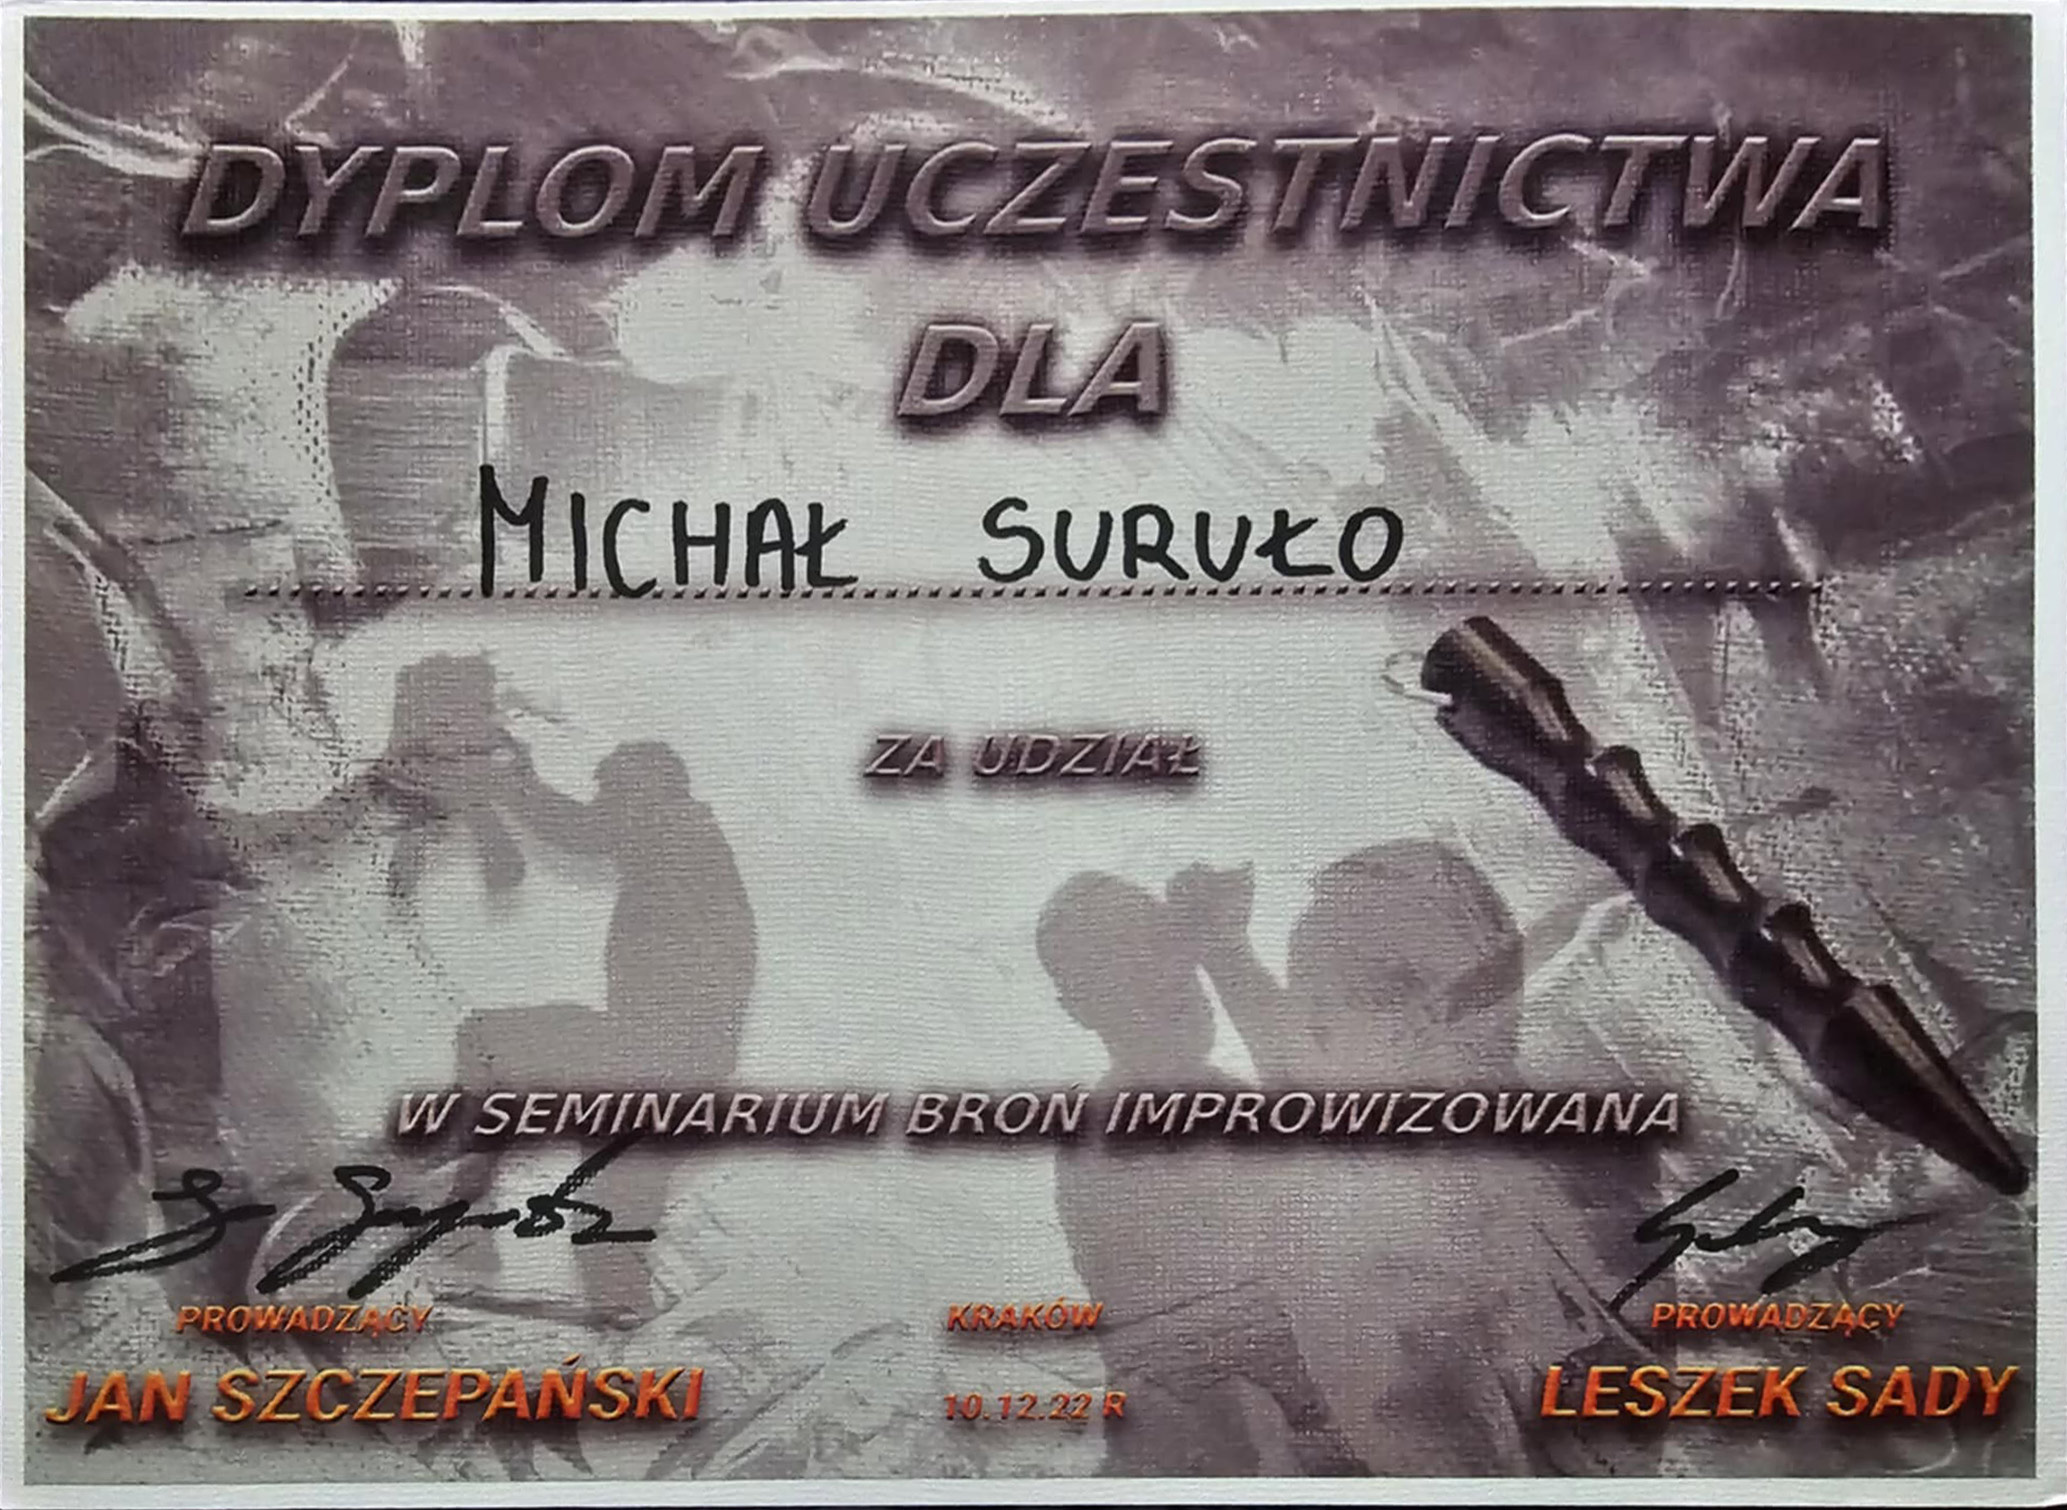 DYPLOM UCZESTNICTWA
DLA
MICHAŁ SURUŁO
ZA UDZIAŁ
W SEMINARIUM BROŃ IMPROWIZOWANA
PROWADZĄCY
JAN SZCZEPAŃSKI
KRAKÓW
10.12.22 R
PROWADZĄCY
LESZEK SADY